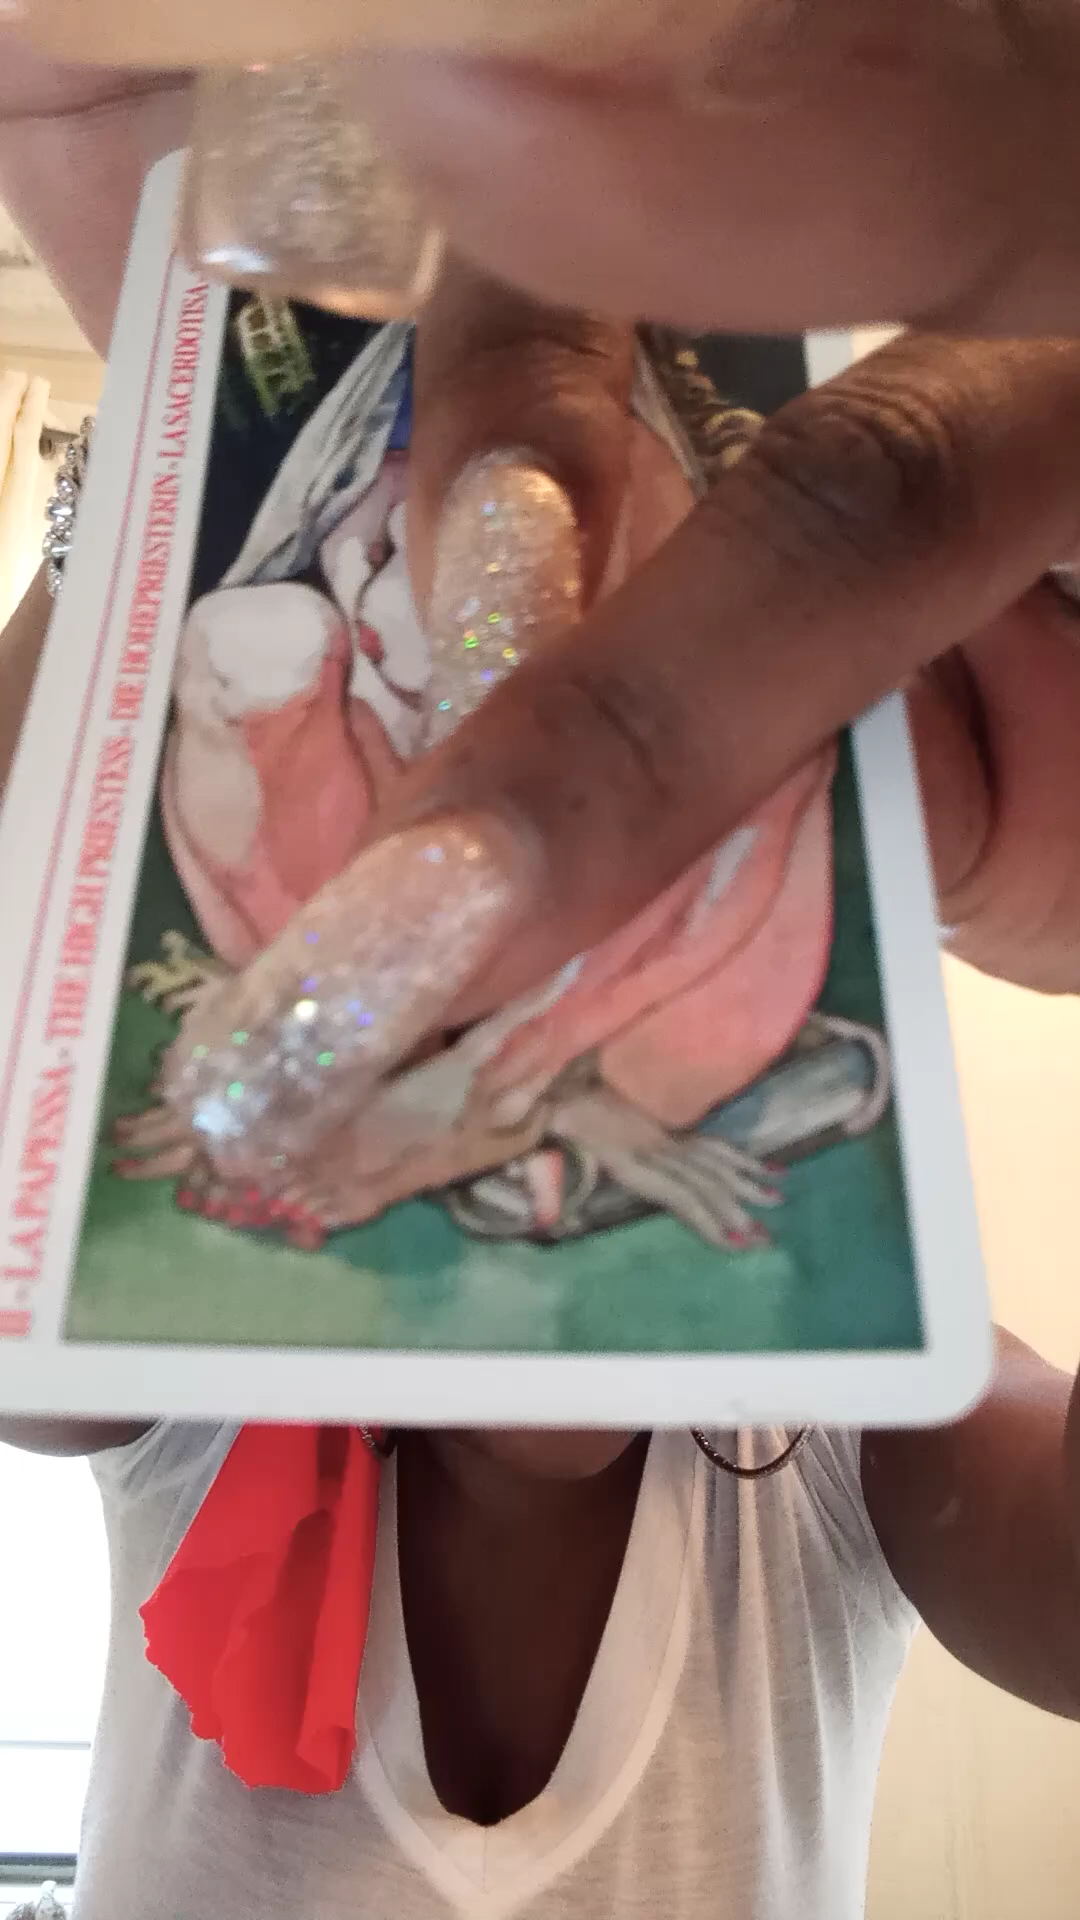 II - LA PAPESSA - THE HIGH PRIESTESS - DIE HOHEPRIESTERIN - LA SACERDOTISA -